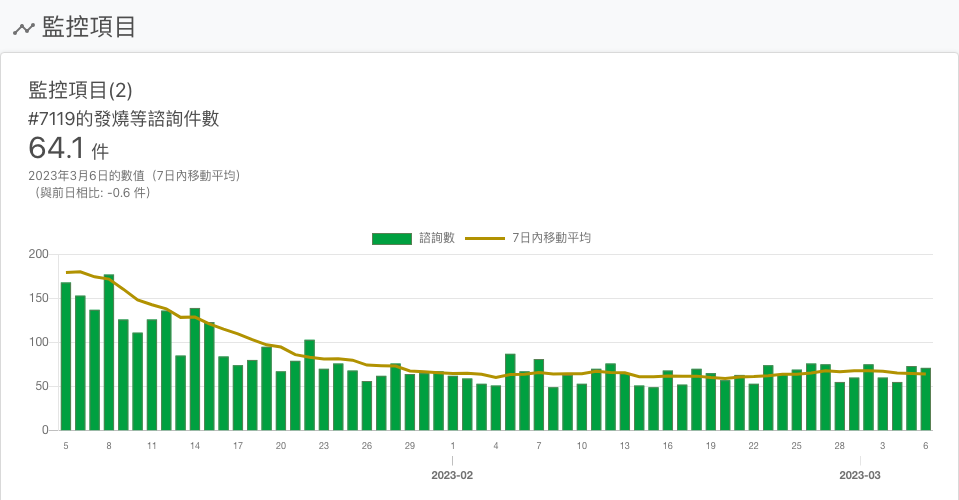 監控項目
監控項目(2)
#7119的發燒等諮詢件數
64.1 件
2023年3月6日的數值（7日內移動平均）
（與前日相比: -0.6 件）
諮詢數 7日內移動平均
200
150
100
50
0
5 8 11 14 17 20 23 26 29 1 4 7 10 13 16 19 22 25 28 3 6
2023-02 2023-03